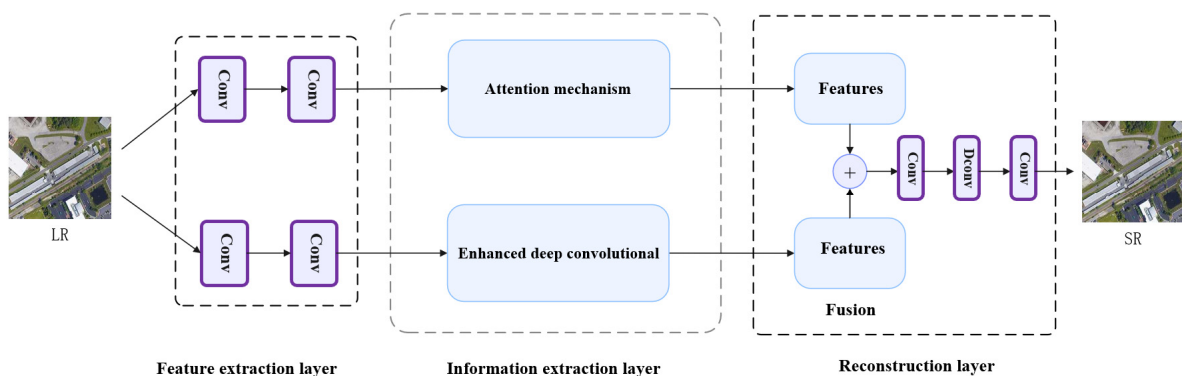 Conv
Conv
Attention mechanism
Features
LR
Conv
Conv
Enhanced deep convolutional
+
Conv
Dconv
Conv
Features
Fusion
SR
Feature extraction layer
Information extraction layer
Reconstruction layer